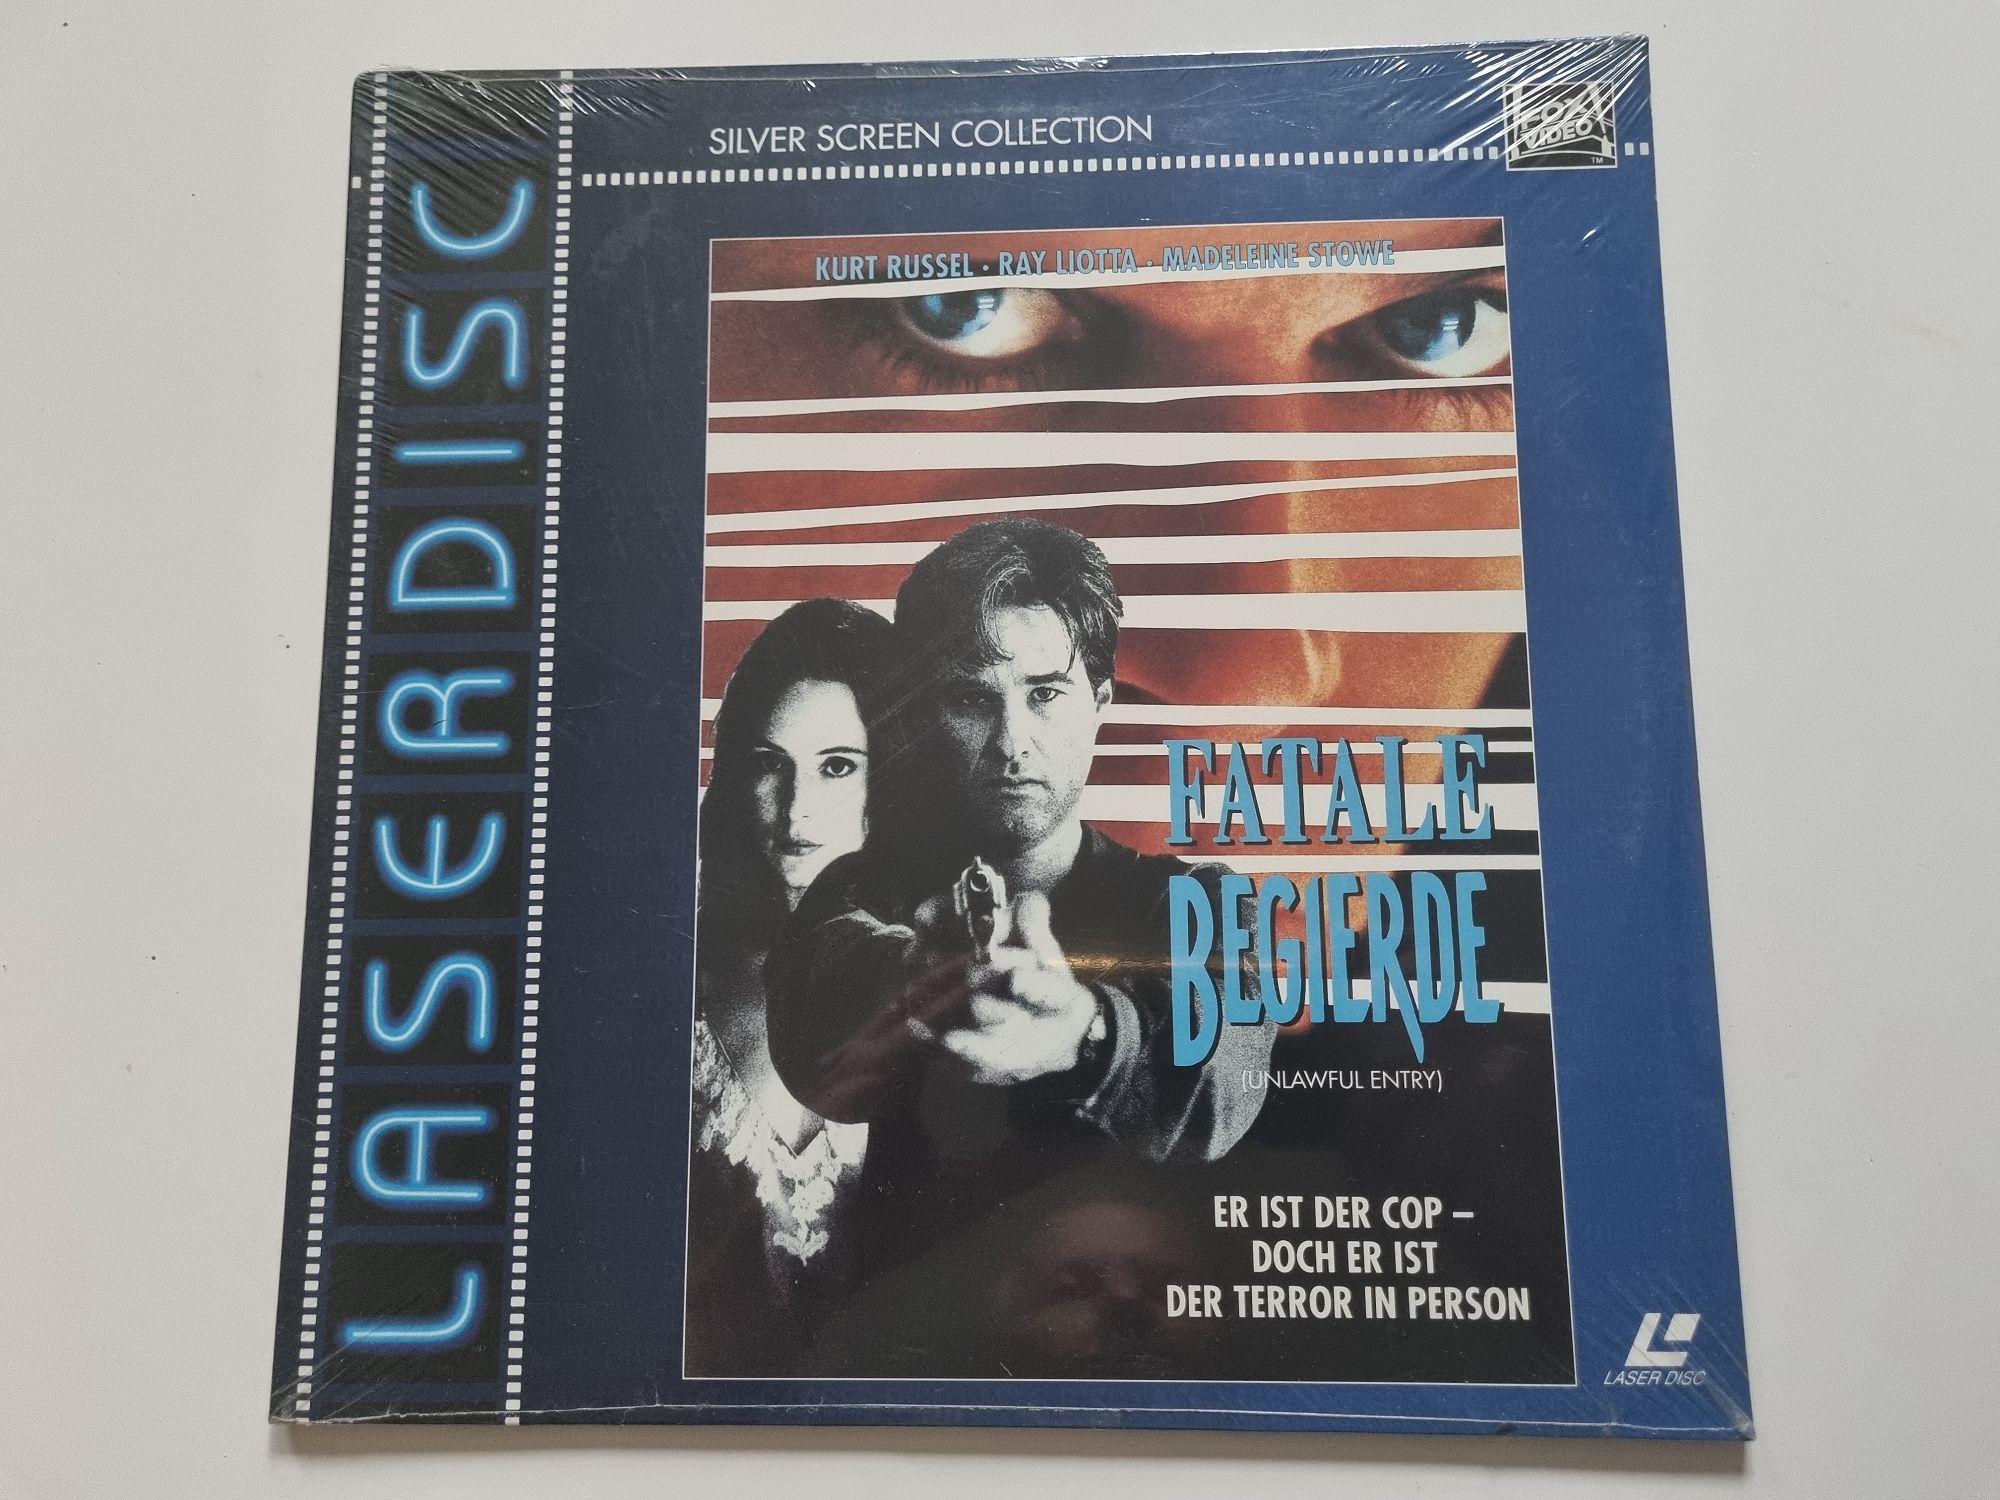 SILVER SCREEN COLLECTION
FOX
VIDEO
TM
LASERDISC
KURT RUSSEL · RAY LIOTTA · MADELEINE STOWE
FATALE
BEGIERDE
(UNLAWFUL ENTRY)
ER IST DER COP –
DOCH ER IST
DER TERROR IN PERSON
LASER DISC